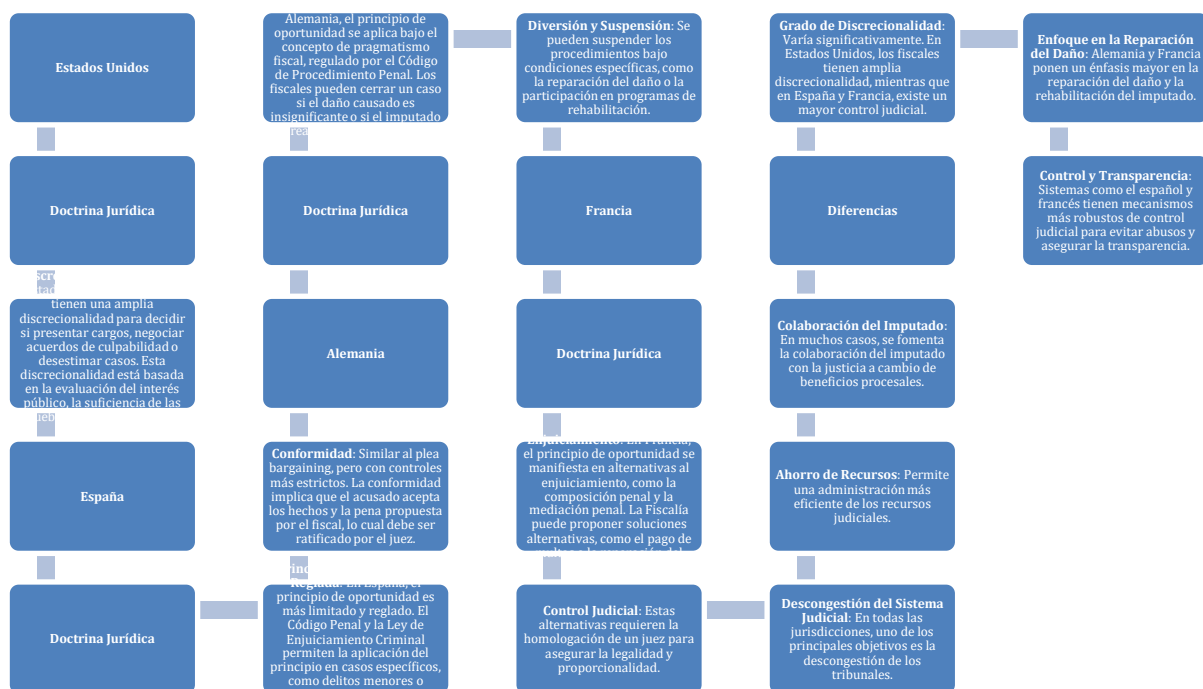 Estados Unidos
Doctrina Jurídica
tienen una amplia
discrecionalidad para decidir
si presentar cargos, negociar
acuerdos de culpabilidad o
desestimar casos. Esta
discrecionalidad está basada
en la evaluación del interés
público, la suficiencia de las
España
Doctrina Jurídica
Reglada: En España, el
principio de oportunidad es
más limitado y reglado. El
Código Penal y la Ley de
Enjuiciamiento Criminal
permiten la aplicación del
principio en casos específicos,
como delitos menores o
Conformidad: Similar al plea
bargaining, pero con controles
más estrictos. La conformidad
implica que el acusado acepta
los hechos y la pena propuesta
por el fiscal, lo cual debe ser
ratificado por el juez.
Alemania
Doctrina Jurídica
Alemania, el principio de
oportunidad se aplica bajo el
concepto de pragmatismo
fiscal, regulado por el Código
de Procedimiento Penal. Los
fiscales pueden cerrar un caso
si el daño causado es
insignificante o si el imputado
Diversión y Suspensión: Se
pueden suspender los
procedimientos bajo
condiciones específicas, como
la reparación del daño o la
participación en programas de
rehabilitación.
Francia
Doctrina Jurídica
Enjuiciamiento: En Francia,
el principio de oportunidad se
manifiesta en alternativas al
enjuiciamiento, como la
composición penal y la
mediación penal. La Fiscalía
puede proponer soluciones
alternativas, como el pago de
Control Judicial: Estas
alternativas requieren la
homologación de un juez para
asegurar la legalidad y
proporcionalidad.
Descongestión del Sistema
Judicial: En todas las
jurisdicciones, uno de los
principales objetivos es la
descongestión de los
tribunales.
Ahorro de Recursos: Permite
una administración más
eficiente de los recursos
judiciales.
Colaboración del Imputado:
En muchos casos, se fomenta
la colaboración del imputado
con la justicia a cambio de
beneficios procesales.
Diferencias
Grado de Discrecionalidad:
Varía significativamente. En
Estados Unidos, los fiscales
tienen amplia
discrecionalidad, mientras que
en España y Francia, existe un
mayor control judicial.
Enfoque en la Reparación
del Daño: Alemania y Francia
ponen un énfasis mayor en la
reparación del daño y la
rehabilitación del imputado.
Control y Transparencia:
Sistemas como el español y
francés tienen mecanismos
más robustos de control
judicial para evitar abusos y
asegurar la transparencia.